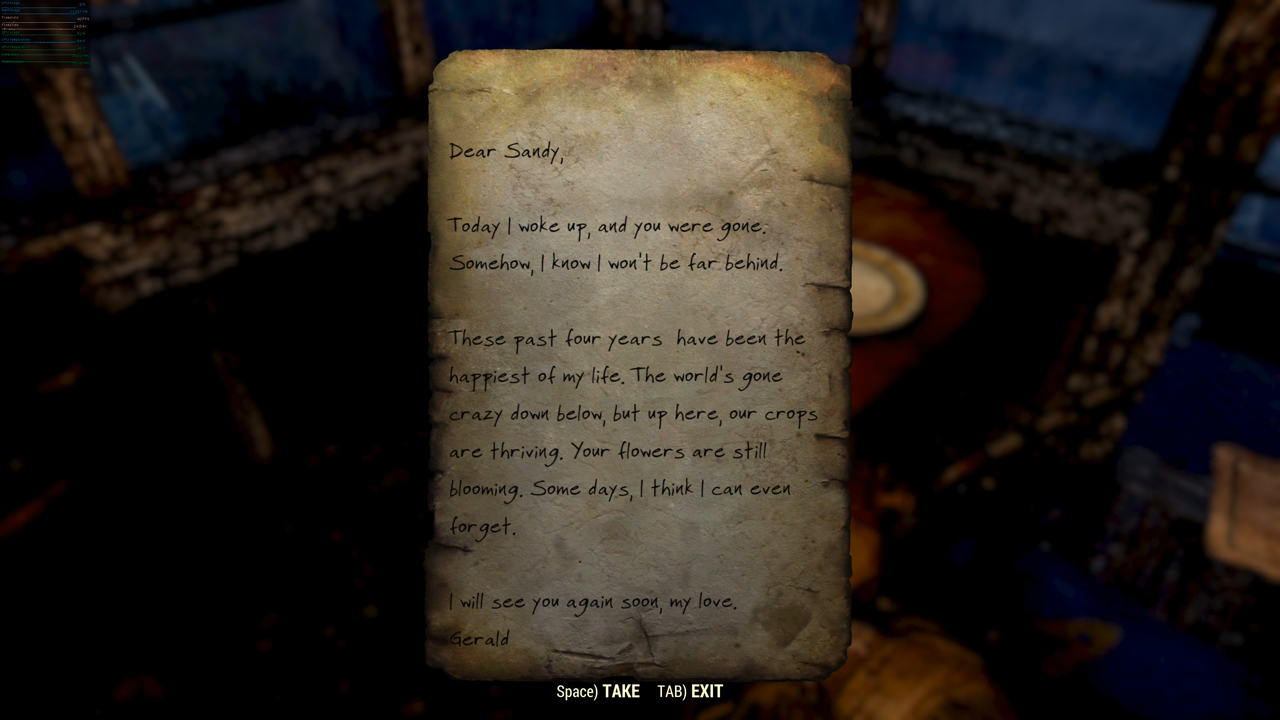 Dear Sandy,
Today I woke up, and you were gone.
Somehow, I know I won't be far behind.
These past four years have been the
happiest of my life. The world's gone
crazy down below, but up here, our crops
are thriving. Your flowers are still
blooming. Some days, I think I can even
forget.
I will see you again soon, my love.
Gerald
Space) TAKE TAB) EXIT